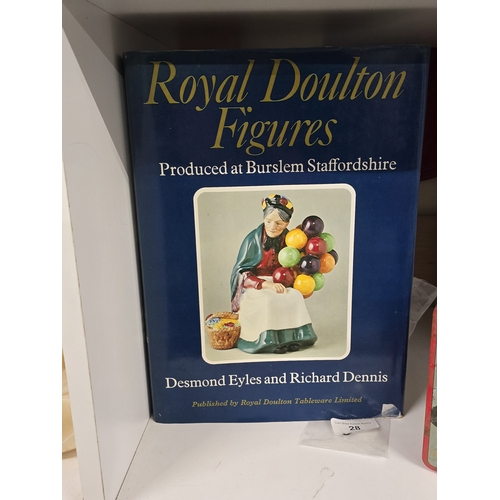 Royal Doulton
Figures
Produced at Burslem Staffordshire
Desmond Eyles and Richard Dennis
Published by Royal Doulton Tableware Limited
28